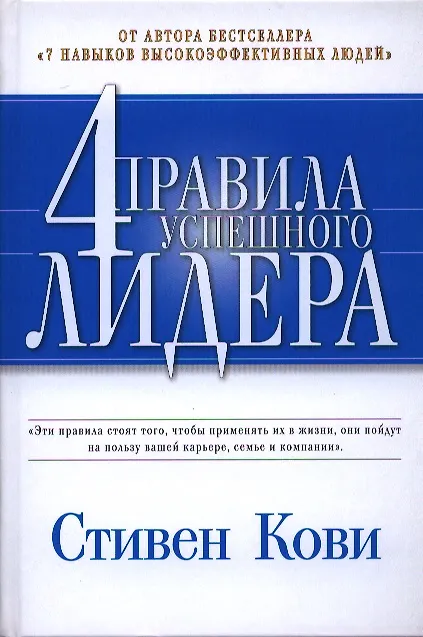 ОТ АВТОРА БЕСТСЕЛЛЕРА
«7 НАВЫКОВ ВЫСОКОЭФФЕКТИВНЫХ ЛЮДЕЙ»
4 ПРАВИЛА
УСПЕШНОГО
ЛИДЕРА
«Эти правила стоят того, чтобы применять их в жизни, они пойдут
на пользу вашей карьере, семье и компании».
Стивен Кови